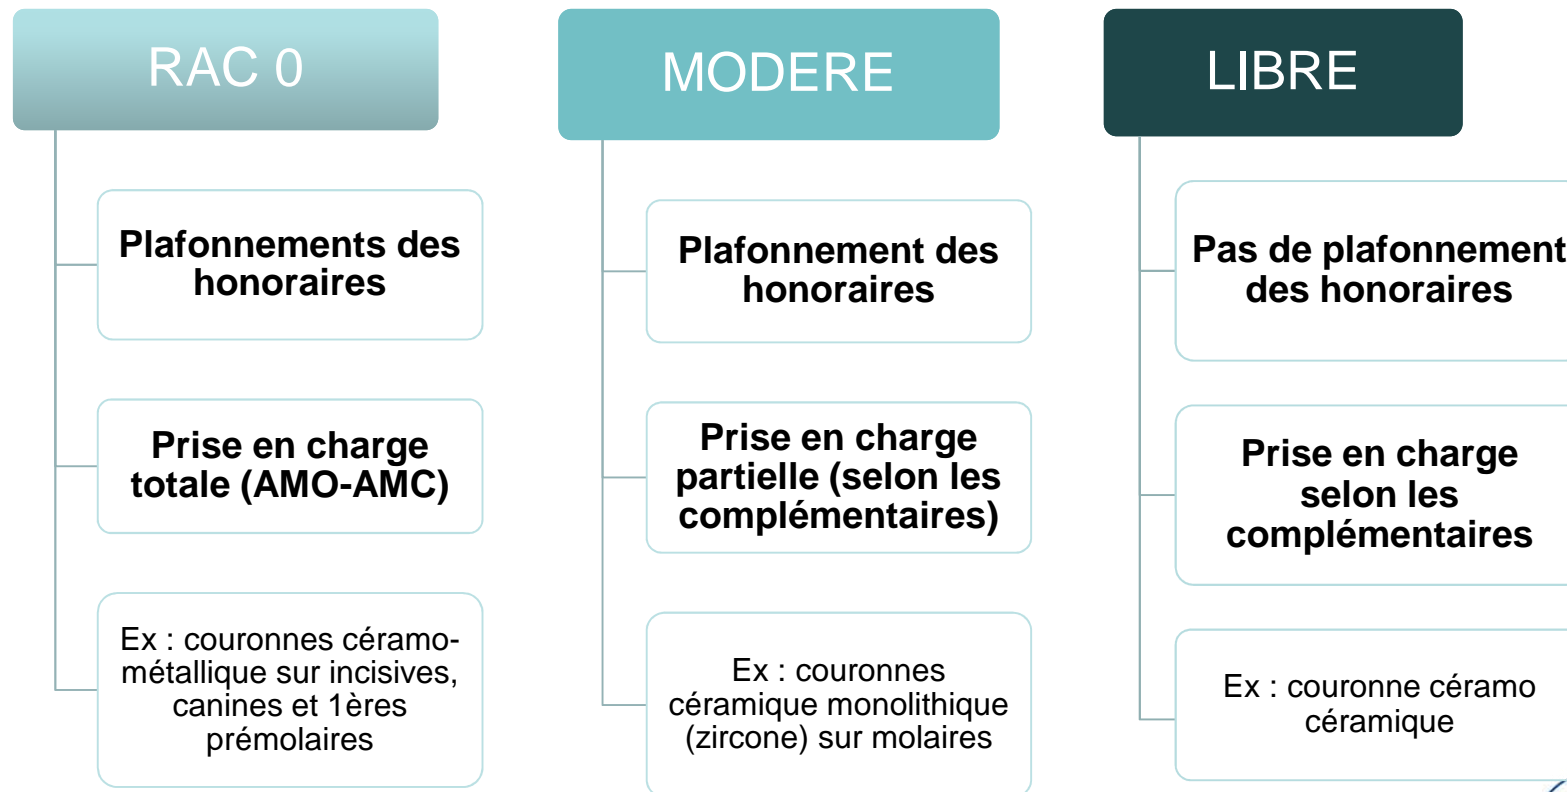 RAC 0
Plafonnements des
honoraires
Prise en charge
totale (AMO-AMC)
Ex : couronnes céramo-
métallique sur incisives,
canines et 1ères
prémolaires
MODERE
Plafonnement des
honoraires
Prise en charge
partielle (selon les
complémentaires)
Ex : couronnes
céramique monolithique
(zircone) sur molaires
LIBRE
Pas de plafonnement
des honoraires
Prise en charge
selon les
complémentaires
Ex : couronne céramo
céramique